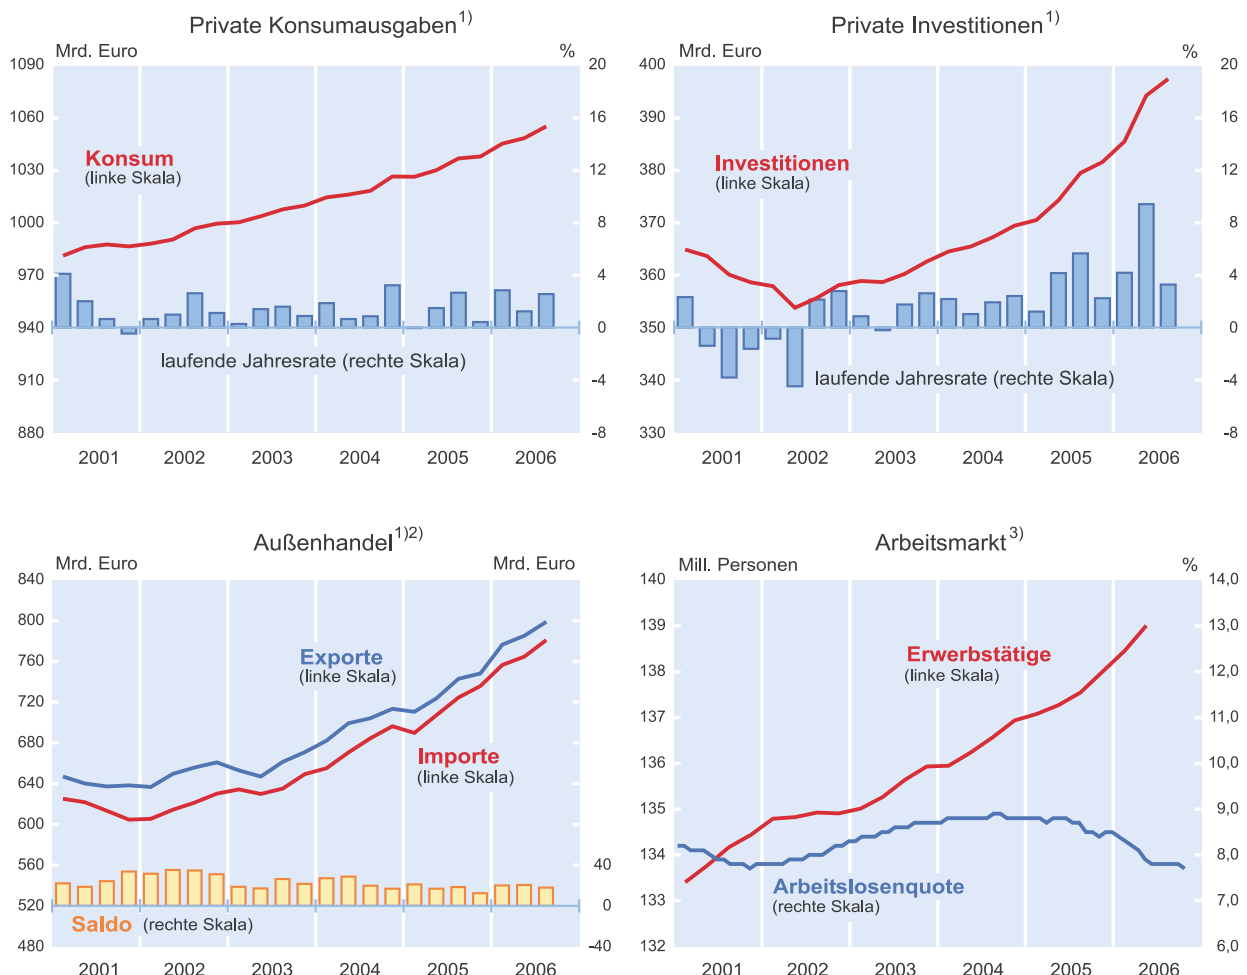 Private Konsumausgaben1)
Mrd. Euro %
1090 20
1060 16
1030 12
1000 8
970 4
940 0
910 -4
880 -8
Konsum
(linke Skala)
laufende Jahresrate (rechte Skala)
2001 2002 2003 2004 2005 2006
Private Investitionen1)
Mrd. Euro %
400 20
390 16
380 12
370 8
360 4
350 0
340 -4
330 -8
Investitionen
(linke Skala)
laufende Jahresrate (rechte Skala)
2001 2002 2003 2004 2005 2006
Außenhandel1)2)
Mrd. Euro Mrd. Euro
840
800
760
720
680
640
600
560 40
520 0
480 -40
Exporte
(linke Skala)
Importe
(linke Skala)
Saldo (rechte Skala)
2001 2002 2003 2004 2005 2006
Arbeitsmarkt3)
Mill. Personen %
140 14,0
139 13,0
138 12,0
137 11,0
136 10,0
135 9,0
134 8,0
133 7,0
132 6,0
Erwerbstätige
(linke Skala)
Arbeitslosenquote
(rechte Skala)
2001 2002 2003 2004 2005 2006